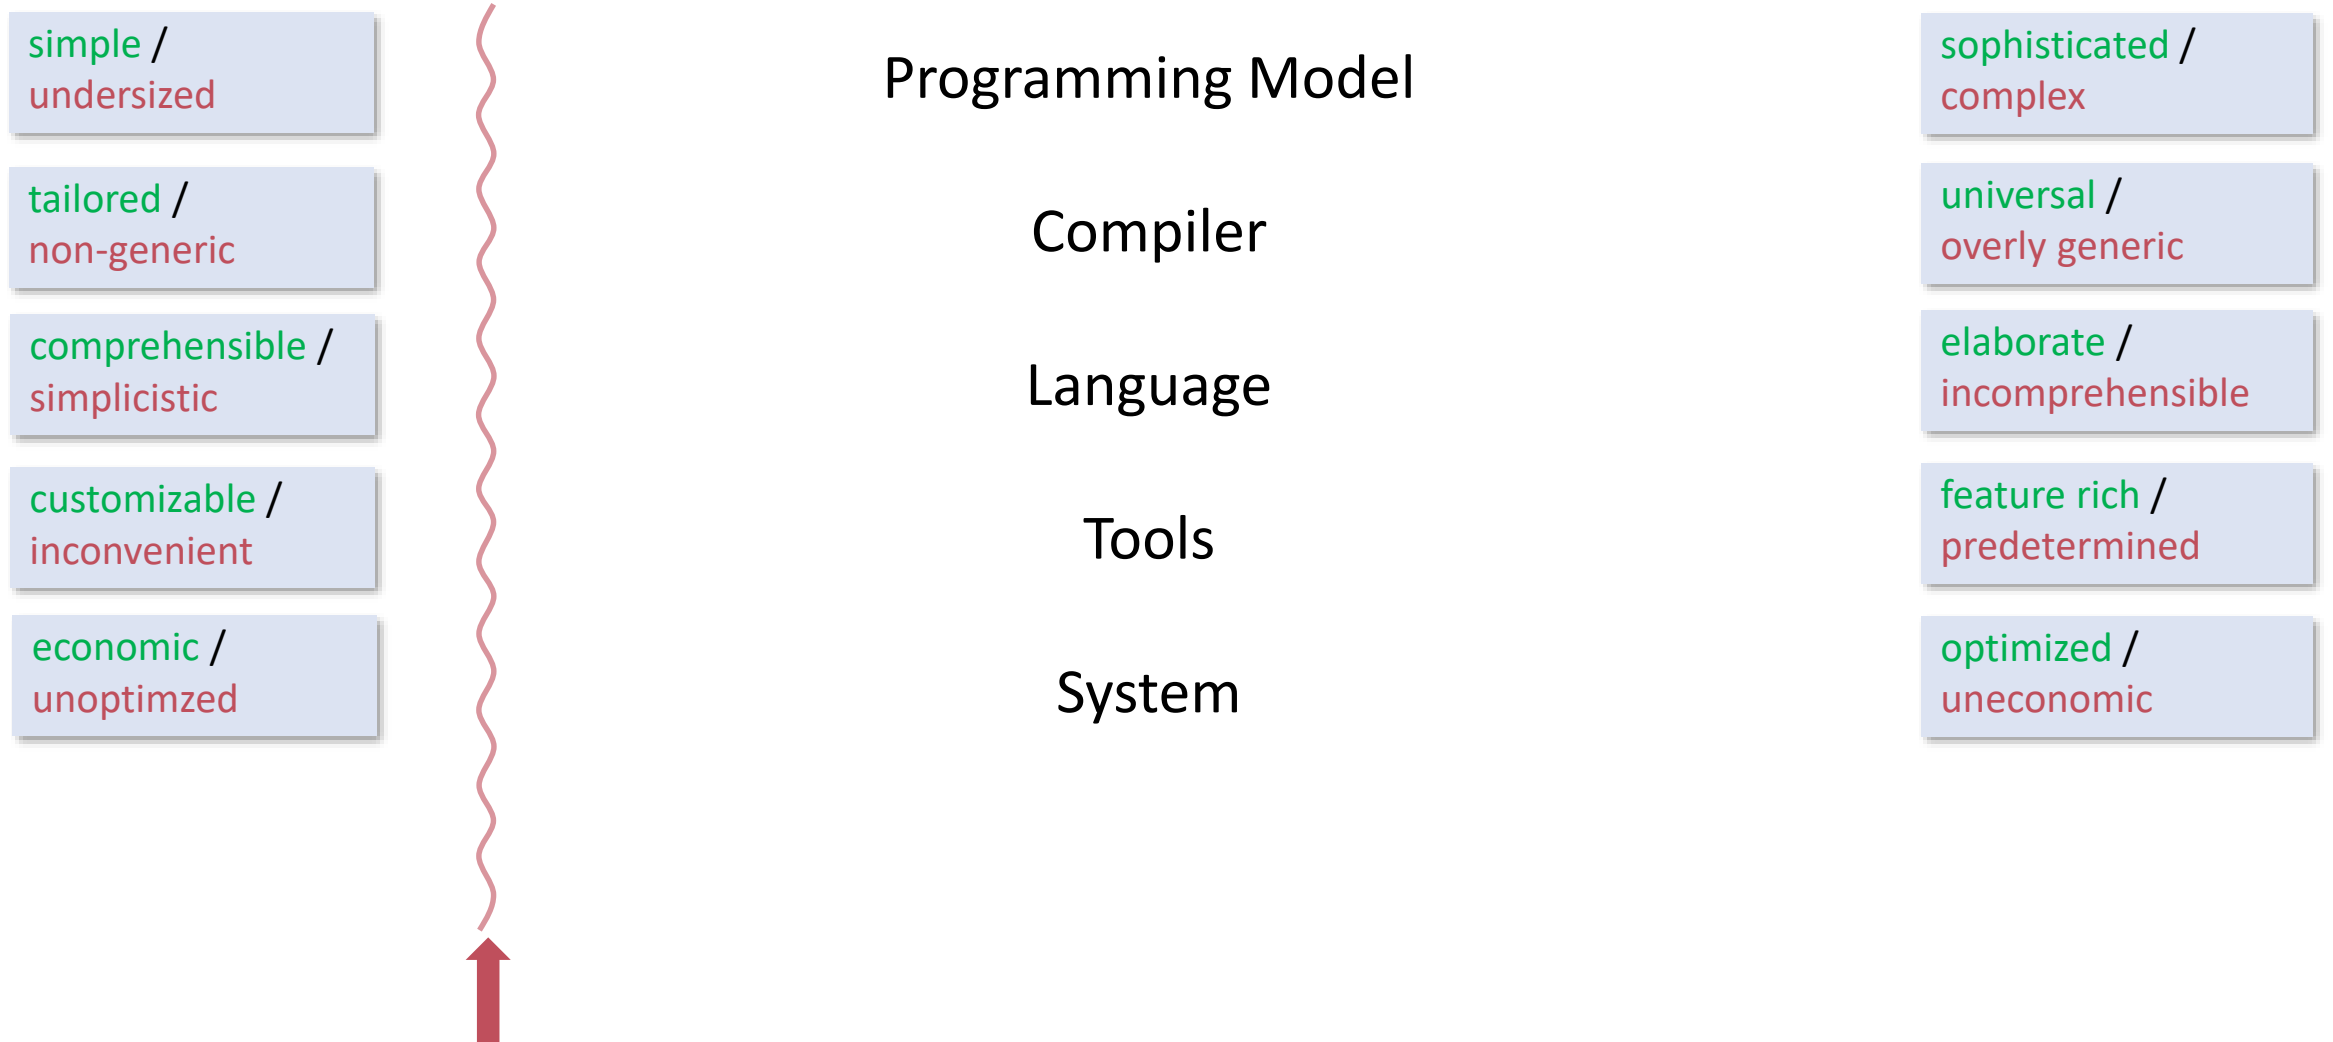 simple /
undersized
Programming Model
sophisticated /
complex
tailored /
non-generic
Compiler
universal /
overly generic
comprehensible /
simplicistic
Language
elaborate /
incomprehensible
customizable /
inconvenient
Tools
feature rich /
predetermined
economic /
unoptimzed
System
optimized /
uneconomic